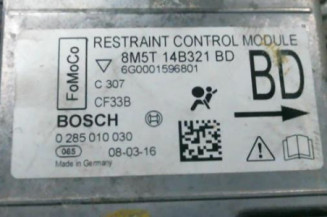 FoMoCo
RESTRAINT CONTROL MODULE
8M5T 14B321 BD
6G0001596801
BD
C 307
CF33B
BOSCH
0 285 010 030
065 08-03-16
Made in Germany